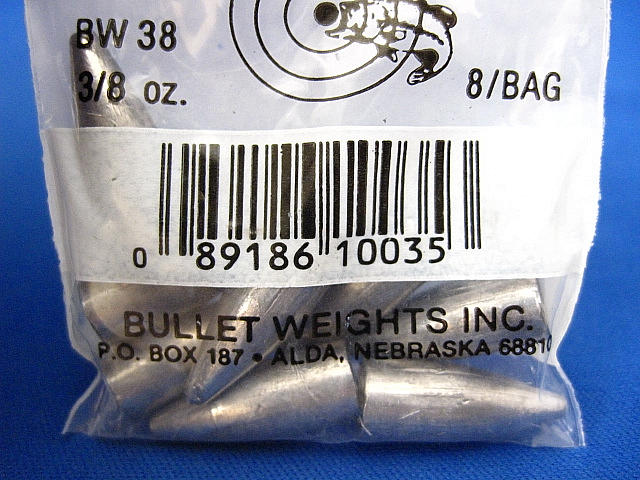 BW 38
3/8 oz.
8/BAG
0 89186 10035
BULLET WEIGHTS INC.
P.O. BOX 187 • ALDA, NEBRASKA 68810